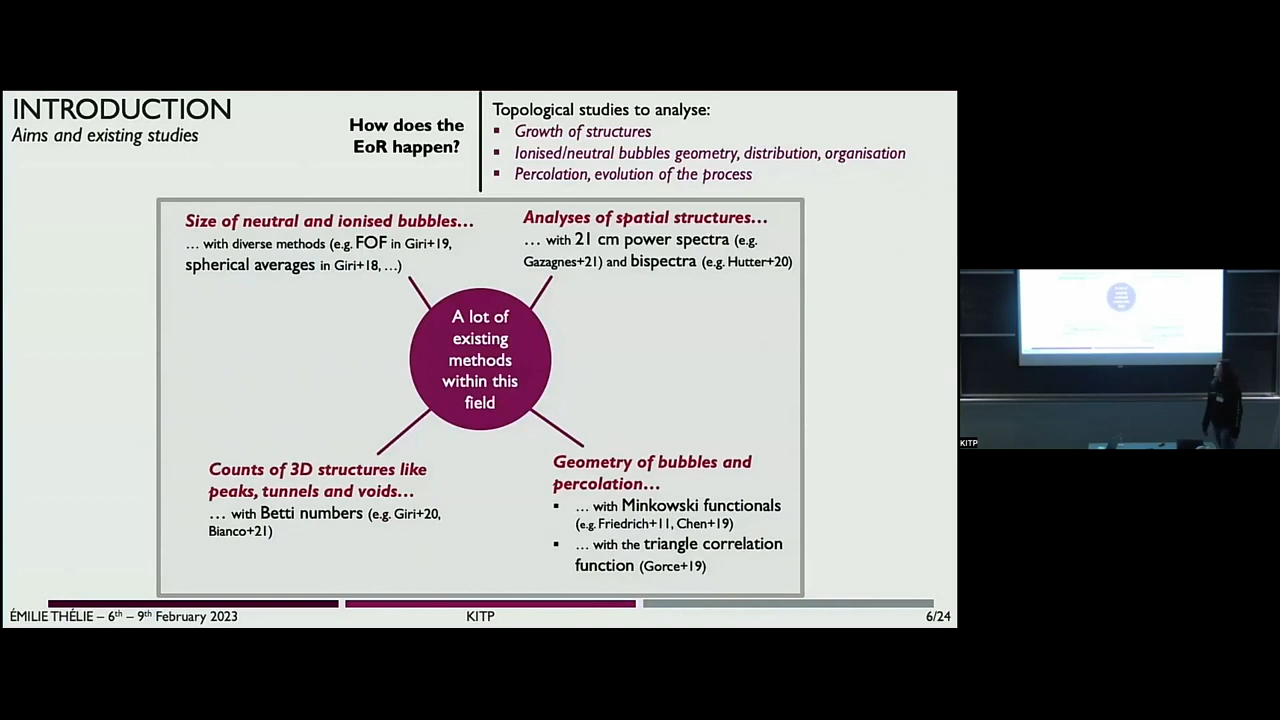 INTRODUCTION
Aims and existing studies
How does the
EoR happen?
Topological studies to analyse:
▪ Growth of structures
▪ Ionised/neutral bubbles geometry, distribution, organisation
▪ Percolation, evolution of the process
Size of neutral and ionised bubbles…
… with diverse methods (e.g. FOF in Giri+19,
spherical averages in Giri+18, …)
Analyses of spatial structures…
… with 21 cm power spectra (e.g.
Gazagnes+21) and bispectra (e.g. Hutter+20)
A lot of
existing
methods
within this
field
Counts of 3D structures like
peaks, tunnels and voids…
… with Betti numbers (e.g. Giri+20,
Bianco+21)
Geometry of bubbles and
percolation…
▪ … with Minkowski functionals
(e.g. Friedrich+11, Chen+19)
▪ … with the triangle correlation
function (Gorce+19)
ÉMILIE THÉLIE – 6th – 9th February 2023
KITP
6/24
KITP